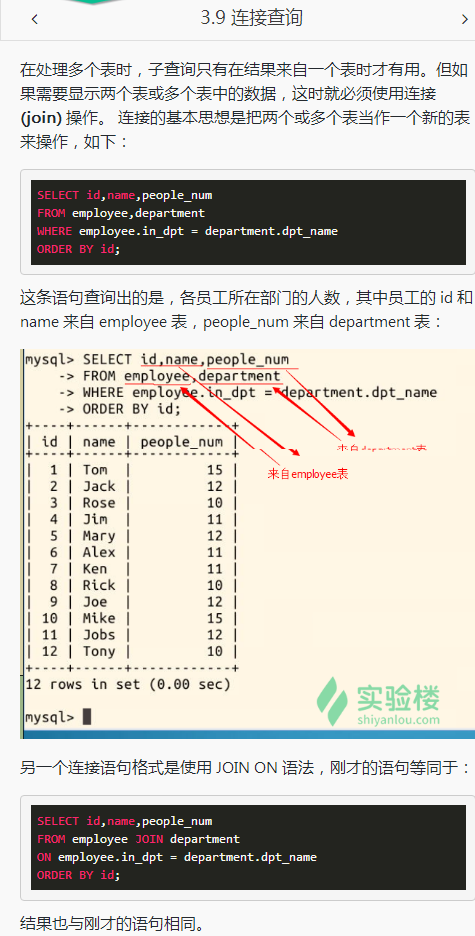 3.9 连接查询
在处理多个表时，子查询只有在结果来自一个表时才有用。但如
果需要显示两个表或多个表中的数据，这时就必须使用连接
(join) 操作。 连接的基本思想是把两个或多个表当作一个新的表
来操作，如下：
SELECT id,name,people_num
FROM employee,department
WHERE employee.in_dpt = department.dpt_name
ORDER BY id;
这条语句查询出的是，各员工所在部门的人数，其中员工的 id 和
name 来自 employee 表，people_num 来自 department 表：
mysql> SELECT id,name,people_num
-> FROM employee,department
-> WHERE employee.in_dpt = department.dpt_name
-> ORDER BY id;
+----+------+------------+
| id | name | people_num |
+----+------+------------+
| 1 | Tom | 15 |
| 2 | Jack | 12 |
| 3 | Rose | 10 |
| 4 | Jim | 11 |
| 5 | Mary | 12 |
| 6 | Alex | 11 |
| 7 | Ken | 11 |
| 8 | Rick | 10 |
| 9 | Joe | 12 |
| 10 | Mike | 15 |
| 11 | Jobs | 12 |
| 12 | Tony | 10 |
+----+------+------------+
12 rows in set (0.00 sec)
mysql>
来自department表
来自employee表
实验楼
shiyanlou.com
另一个连接语句格式是使用 JOIN ON 语法，刚才的语句等同于：
SELECT id,name,people_num
FROM employee JOIN department
ON employee.in_dpt = department.dpt_name
ORDER BY id;
结果也与刚才的语句相同。